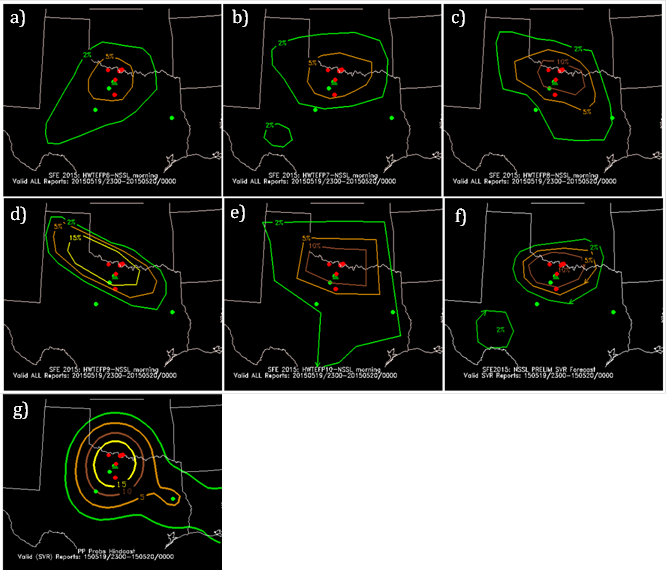 a)
2%
5%
SFE 2015: HWTEFP6-NSSL morning
Valid ALL Reports: 20150519/2300-20150520/0000
b)
2%
5%
2%
SFE 2015: HWTEFP7-NSSL morning
Valid ALL Reports: 20150519/2300-20150520/0000
c)
2%
10%
5%
SFE 2015: HWTEFP8-NSSL morning
Valid ALL Reports: 20150519/2300-20150520/0000
d)
2%
5%
15%
SFE 2015: HWTEFP9-NSSL morning
Valid ALL Reports: 20150519/2300-20150520/0000
e)
2%
5%
10%
SFE 2015: HWTEFP10-NSSL morning
Valid ALL Reports: 20150519/2300-20150520/0000
f)
2%
5%
10%
2%
SFE2015: NSSL PRELIM SVR Forecast
Valid SVR Reports: 150519/2300-150520/0000
g)
15
10
5
PP Probs Hindcast
Valid (SVR) Reports: 150519/2300-150520/0000